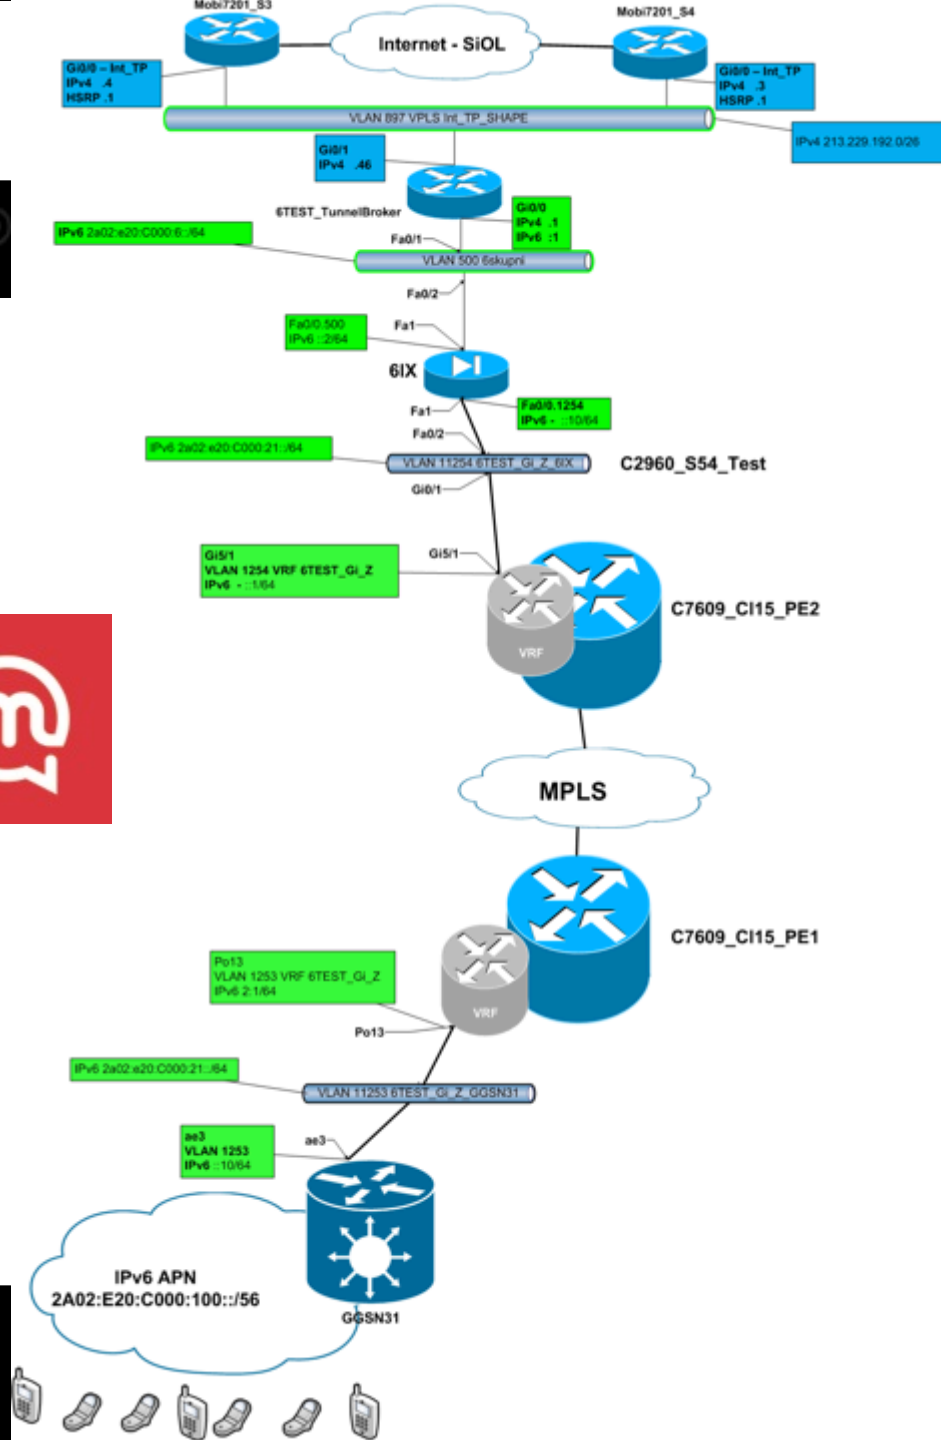 Mobi7201_S3
Mobi7201_S4
Internet - SiOL
Gi0/0 – Int_TP
IPv4 .4
HSRP .1
Gi0/0 – Int_TP
IPv4 .3
HSRP .1
VLAN 897 VPLS Int_TP_SHAPE
IPv4 213.229.192.0/26
Gi0/1
IPv4 .46
6TEST_TunnelBroker
Gi0/0
IPv4 .1
IPv6 :1
IPv6 2a02:e20:C000:6::/64
Fa0/1
VLAN 500 6skupni
Fa0/2
Fa0/0.500
IPv6 ::2/64
Fa1
6IX
Fa1
Fa0/0.1254
IPv6 - ::10/64
Fa0/2
IPv6 2a02:e20:C000:21::/64
VLAN 11254 6TEST_Gi_Z_6IX
C2960_S54_Test
Gi0/1
Gi5/1
VLAN 1254 VRF 6TEST_Gi_Z
IPv6 - ::1/64
Gi5/1
C7609_CI15_PE2
VRF
m
MPLS
C7609_CI15_PE1
Po13
VLAN 1253 VRF 6TEST_Gi_Z
IPv6 2:1/64
VRF
Po13
IPv6 2a02:e20:C000:21::/64
VLAN 11253 6TEST_Gi_Z_GGSN31
ae3
VLAN 1253
IPv6 ::10/64
ae3
IPv6 APN
2A02:E20:C000:100::/56
GGSN31